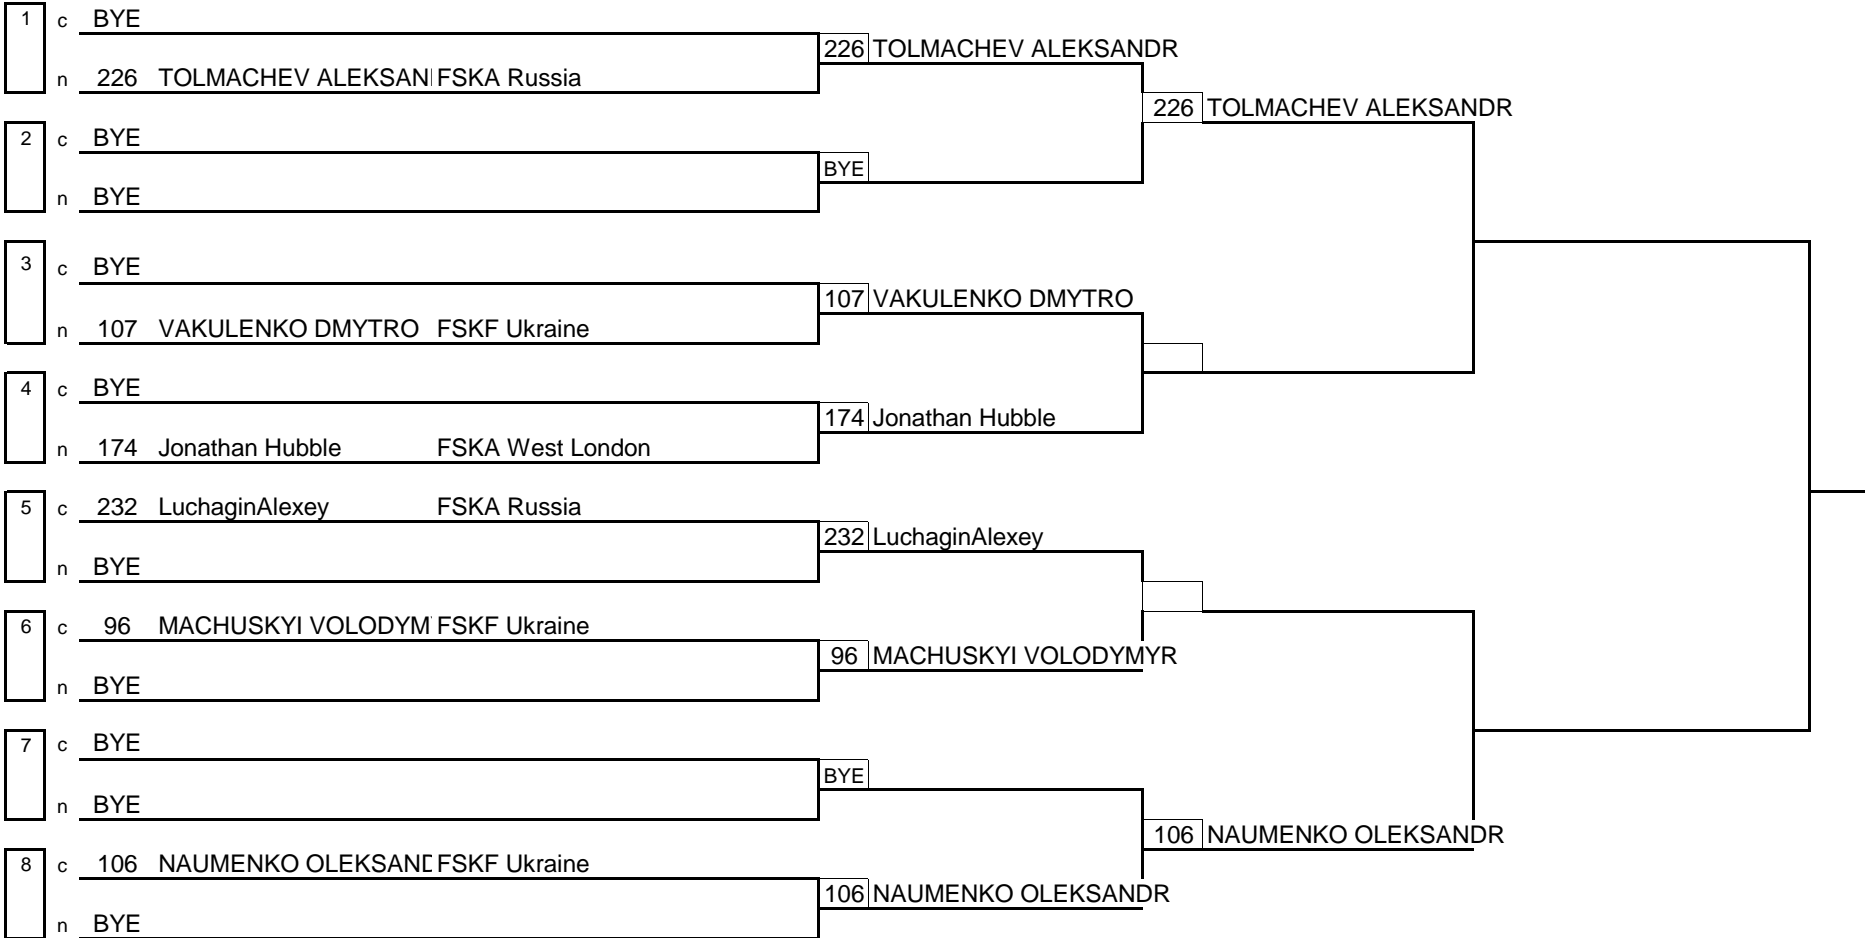 1 c BYE
226 TOLMACHEV ALEKSANDR
n 226 TOLMACHEV ALEKSAN FSKA Russia
226 TOLMACHEV ALEKSANDR
2 c BYE
BYE
n BYE
3 c BYE
107 VAKULENKO DMYTRO
n 107 VAKULENKO DMYTRO FSKF Ukraine
4 c BYE
174 Jonathan Hubble
n 174 Jonathan Hubble FSKA West London
5 c 232 LuchaginAlexey FSKA Russia
232 LuchaginAlexey
n BYE
6 c 96 MACHUSKYI VOLODYM FSKF Ukraine
96 MACHUSKYI VOLODYMYR
n BYE
7 c BYE
BYE
n BYE
106 NAUMENKO OLEKSANDR
8 c 106 NAUMENKO OLEKSAND FSKF Ukraine
106 NAUMENKO OLEKSANDR
n BYE